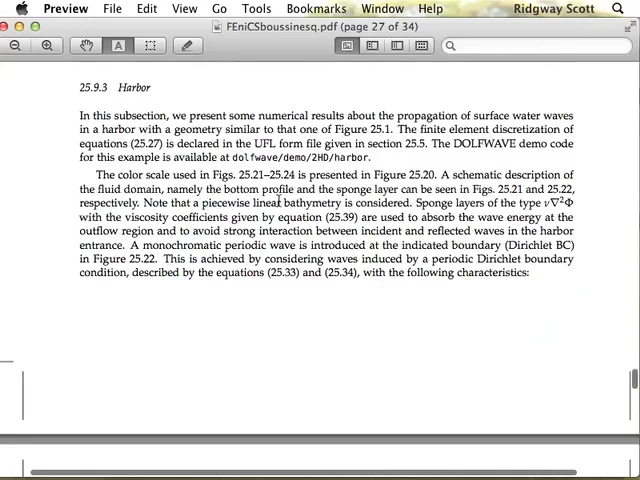 Preview File Edit View Go Tools Bookmarks Window Help Ridgway Scott
FEniCSboussinesq.pdf (page 27 of 34)
A
25.9.3 Harbor
In this subsection, we present some numerical results about the propagation of surface water waves
in a harbor with a geometry similar to that one of Figure 25.1. The finite element discretization of
equations (25.27) is declared in the UFL form file given in section 25.5. The DOLFWAVE demo code
for this example is available at dolfwave/demo/2HD/harbor.
The color scale used in Figs. 25.21–25.24 is presented in Figure 25.20. A schematic description of
the fluid domain, namely the bottom profile and the sponge layer can be seen in Figs. 25.21 and 25.22,
respectively. Note that a piecewise linear bathymetry is considered. Sponge layers of the type ν∇²Φ
with the viscosity coefficients given by equation (25.39) are used to absorb the wave energy at the
outflow region and to avoid strong interaction between incident and reflected waves in the harbor
entrance. A monochromatic periodic wave is introduced at the indicated boundary (Dirichlet BC)
in Figure 25.22. This is achieved by considering waves induced by a periodic Dirichlet boundary
condition, described by the equations (25.33) and (25.34), with the following characteristics: